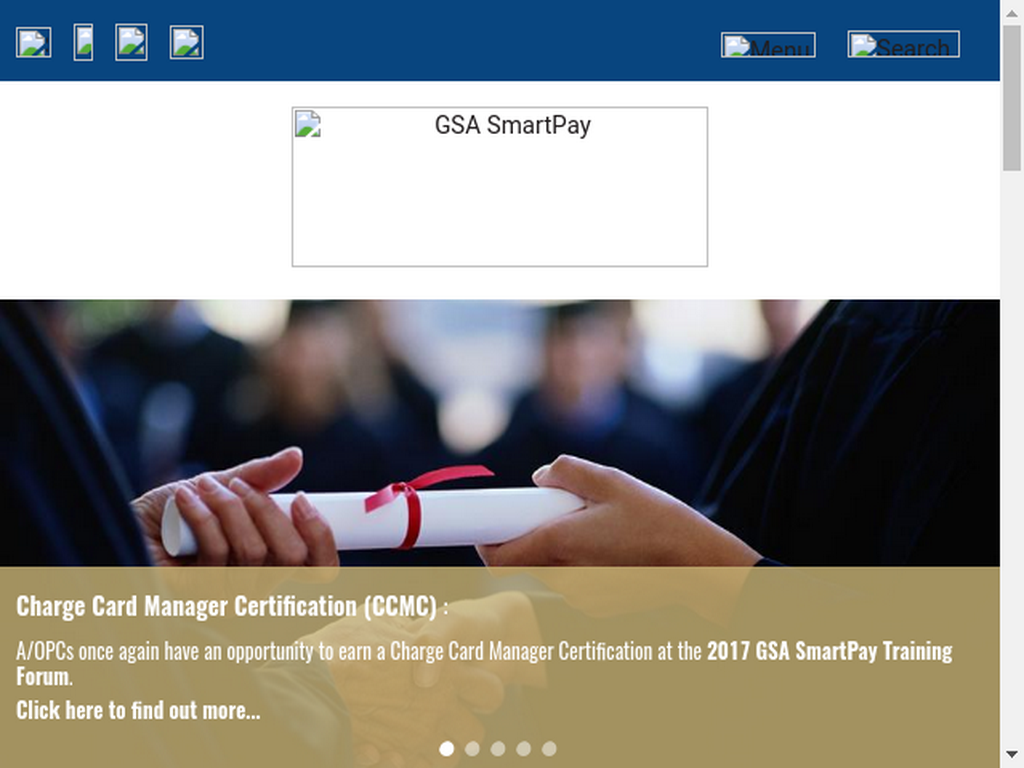 Menu
Search
GSA SmartPay
Charge Card Manager Certification (CCMC) :
A/OPCs once again have an opportunity to earn a Charge Card Manager Certification at the 2017 GSA SmartPay Training
Forum.
Click here to find out more...